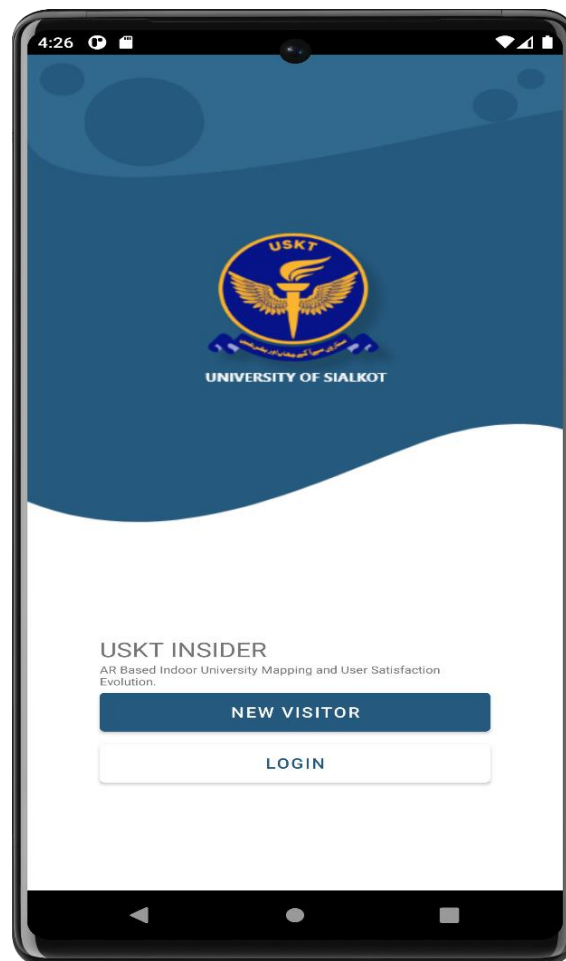 4:26
USKT
UNIVERSITY OF SIALKOT
USKT INSIDER
AR Based Indoor University Mapping and User Satisfaction
Evolution.
NEW VISITOR
LOGIN